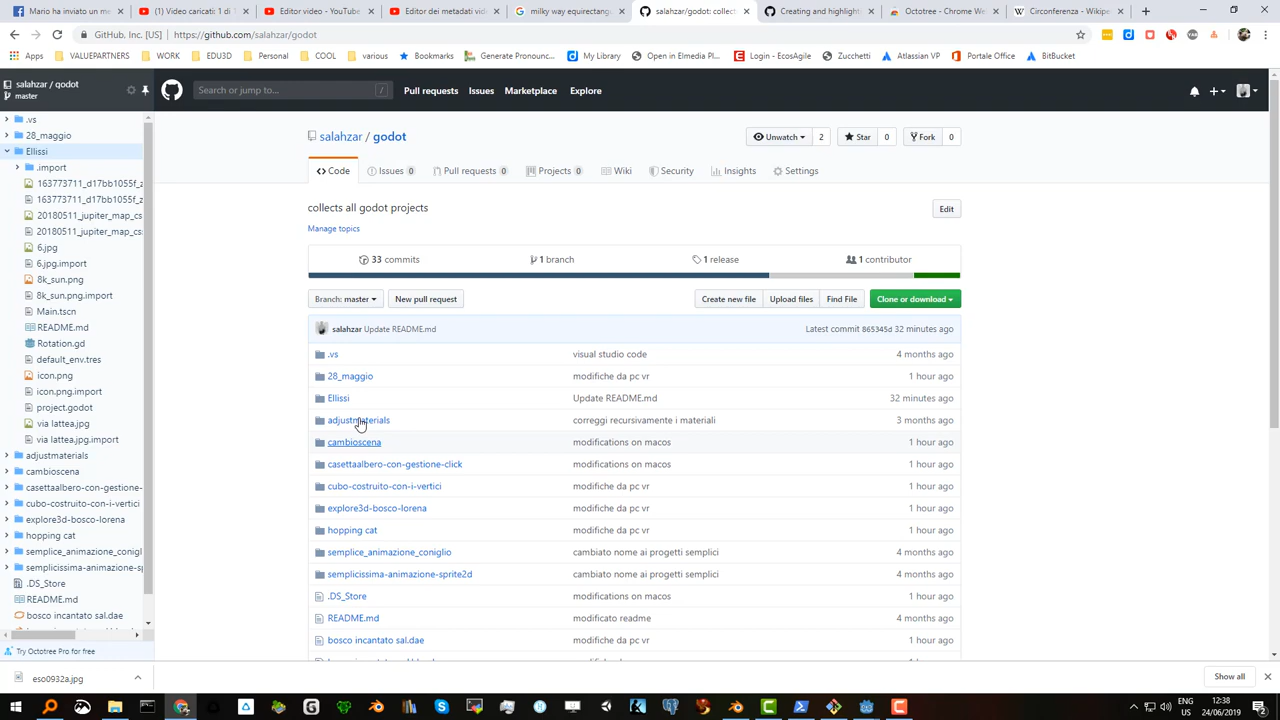 Mario ha inviato un m
(1) Video caricati 1 di 1
Editor video - YouTube
Editor dei metadati video
milky way equirectangu
salahzar/godot: collect
Creating and highlightin
Octotree - Chrome We
Circonferenza - Wikipe
GitHub, Inc. [US] | https://github.com/salahzar/godot
Apps VALUEPARTNERS WORK EDU3D Personal COOL various Bookmarks Generate Pronounc... My Library Open in Elmedia Pl... Login - EcosAgile Zucchetti Atlassian VPN Portale Office BitBucket
salahzar / godot
master
Search or jump to... /
Pull requests Issues Marketplace Explore
.vs
28_maggio
Ellissi
.import
163773711_d17bb1055f_z
163773711_d17bb1055f_z
20180511_jupiter_map_cs
20180511_jupiter_map_cs
6.jpg
6.jpg.import
8k_sun.png
8k_sun.png.import
Main.tscn
README.md
Rotation.gd
default_env.tres
icon.png
icon.png.import
project.godot
via lattea.jpg
via lattea.jpg.import
adjustmaterials
cambioscena
casettaalbero-con-gestione-
cubo-costruito-con-i-vertici
explore3d-bosco-lorena
hopping cat
semplice_animazione_conigl
semplicissima-animazione-s
.DS_Store
README.md
bosco incantato sal.dae
Try Octotree Pro for free
salahzar / godot
Unwatch 2 Star 0 Fork 0
Code Issues 0 Pull requests 0 Projects 0 Wiki Security Insights Settings
collects all godot projects
Edit
Manage topics
33 commits 1 branch 1 release 1 contributor
Branch: master New pull request Create new file Upload files Find File Clone or download
salahzar Update README.md Latest commit 865345d 32 minutes ago
.vs visual studio code 4 months ago
28_maggio modifiche da pc vr 1 hour ago
Ellissi Update README.md 32 minutes ago
adjustmaterials correggi recursivamente i materiali 3 months ago
cambioscena modifications on macos 1 hour ago
casettaalbero-con-gestione-click modifications on macos 1 hour ago
cubo-costruito-con-i-vertici modifiche da pc vr 1 hour ago
explore3d-bosco-lorena modifiche da pc vr 1 hour ago
hopping cat modifiche da pc vr 1 hour ago
semplice_animazione_coniglio cambiato nome ai progetti semplici 4 months ago
semplicissima-animazione-sprite2d cambiato nome ai progetti semplici 4 months ago
.DS_Store modifications on macos 1 hour ago
README.md modificato readme 4 months ago
bosco incantato sal.dae modifiche da pc vr 1 hour ago
eso0932a.jpg
Show all
ENG
US
12:38
24/06/2019